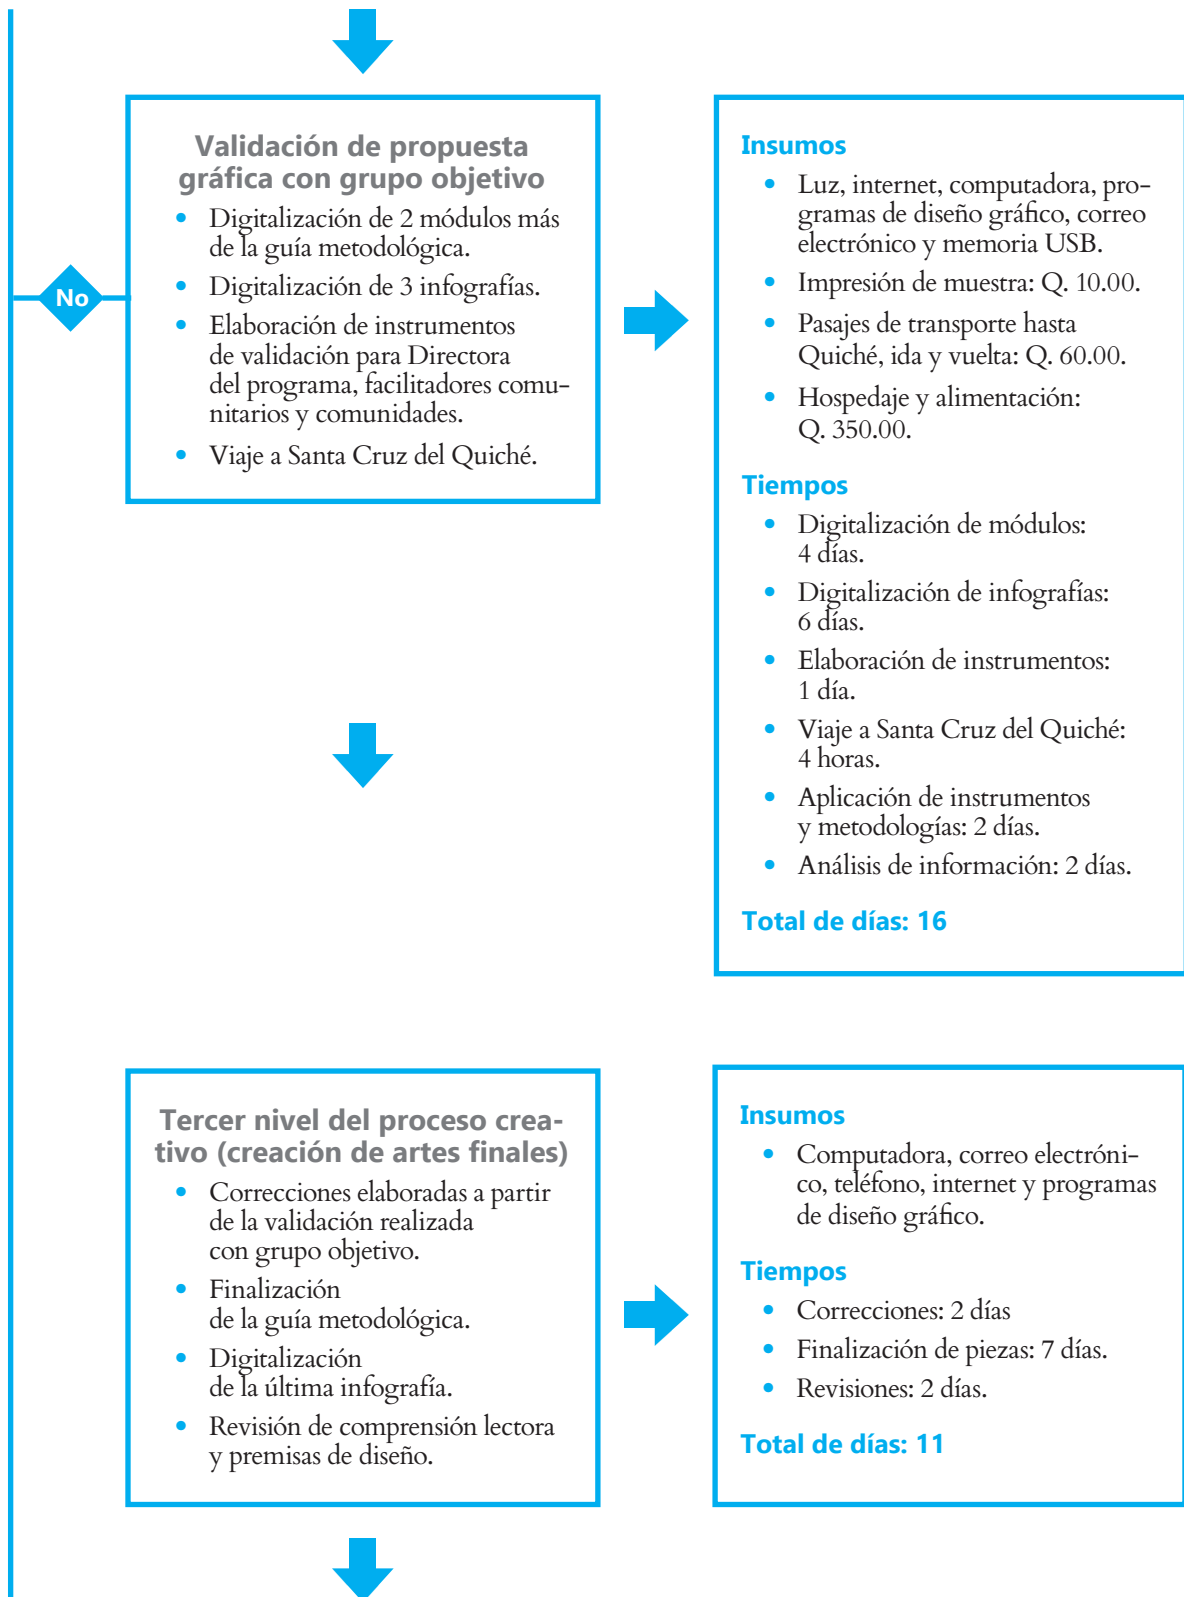 Validación de propuesta
gráfica con grupo objetivo
• Digitalización de 2 módulos más
de la guía metodológica.
• Digitalización de 3 infografías.
• Elaboración de instrumentos
de validación para Directora
del programa, facilitadores comu-
nitarios y comunidades.
• Viaje a Santa Cruz del Quiché.
No
Insumos
• Luz, internet, computadora, pro-
gramas de diseño gráfico, correo
electrónico y memoria USB.
• Impresión de muestra: Q. 10.00.
• Pasajes de transporte hasta
Quiché, ida y vuelta: Q. 60.00.
• Hospedaje y alimentación:
Q. 350.00.
Tiempos
• Digitalización de módulos:
4 días.
• Digitalización de infografías:
6 días.
• Elaboración de instrumentos:
1 día.
• Viaje a Santa Cruz del Quiché:
4 horas.
• Aplicación de instrumentos
y metodologías: 2 días.
• Análisis de información: 2 días.
Total de días: 16
Tercer nivel del proceso crea-
tivo (creación de artes finales)
• Correcciones elaboradas a partir
de la validación realizada
con grupo objetivo.
• Finalización
de la guía metodológica.
• Digitalización
de la última infografía.
• Revisión de comprensión lectora
y premisas de diseño.
Insumos
• Computadora, correo electróni-
co, teléfono, internet y programas
de diseño gráfico.
Tiempos
• Correcciones: 2 días
• Finalización de piezas: 7 días.
• Revisiones: 2 días.
Total de días: 11